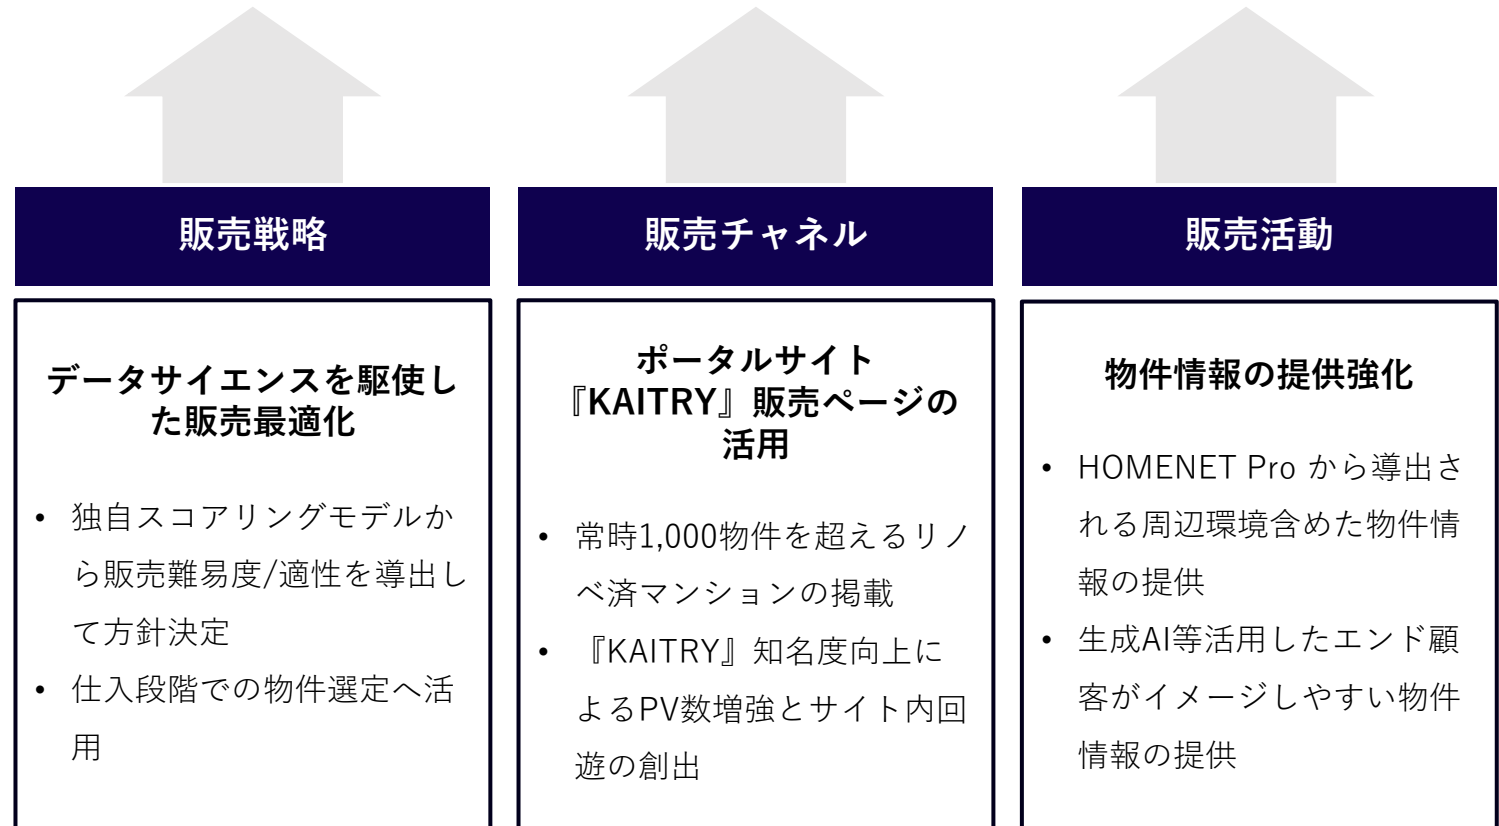 販売戦略
データサイエンスを駆使し
た販売最適化
• 独自スコアリングモデルか
ら販売難易度/適性を導出し
て方針決定
• 仕入段階での物件選定へ活
用
販売チャネル
ポータルサイト
『KAITRY』販売ページの
活用
• 常時1,000物件を超えるリノ
ベ済マンションの掲載
• 『KAITRY』知名度向上に
よるPV数増強とサイト内回
遊の創出
販売活動
物件情報の提供強化
• HOMENET Pro から導出さ
れる周辺環境含めた物件情
報の提供
• 生成AI等活用したエンド顧
客がイメージしやすい物件
情報の提供